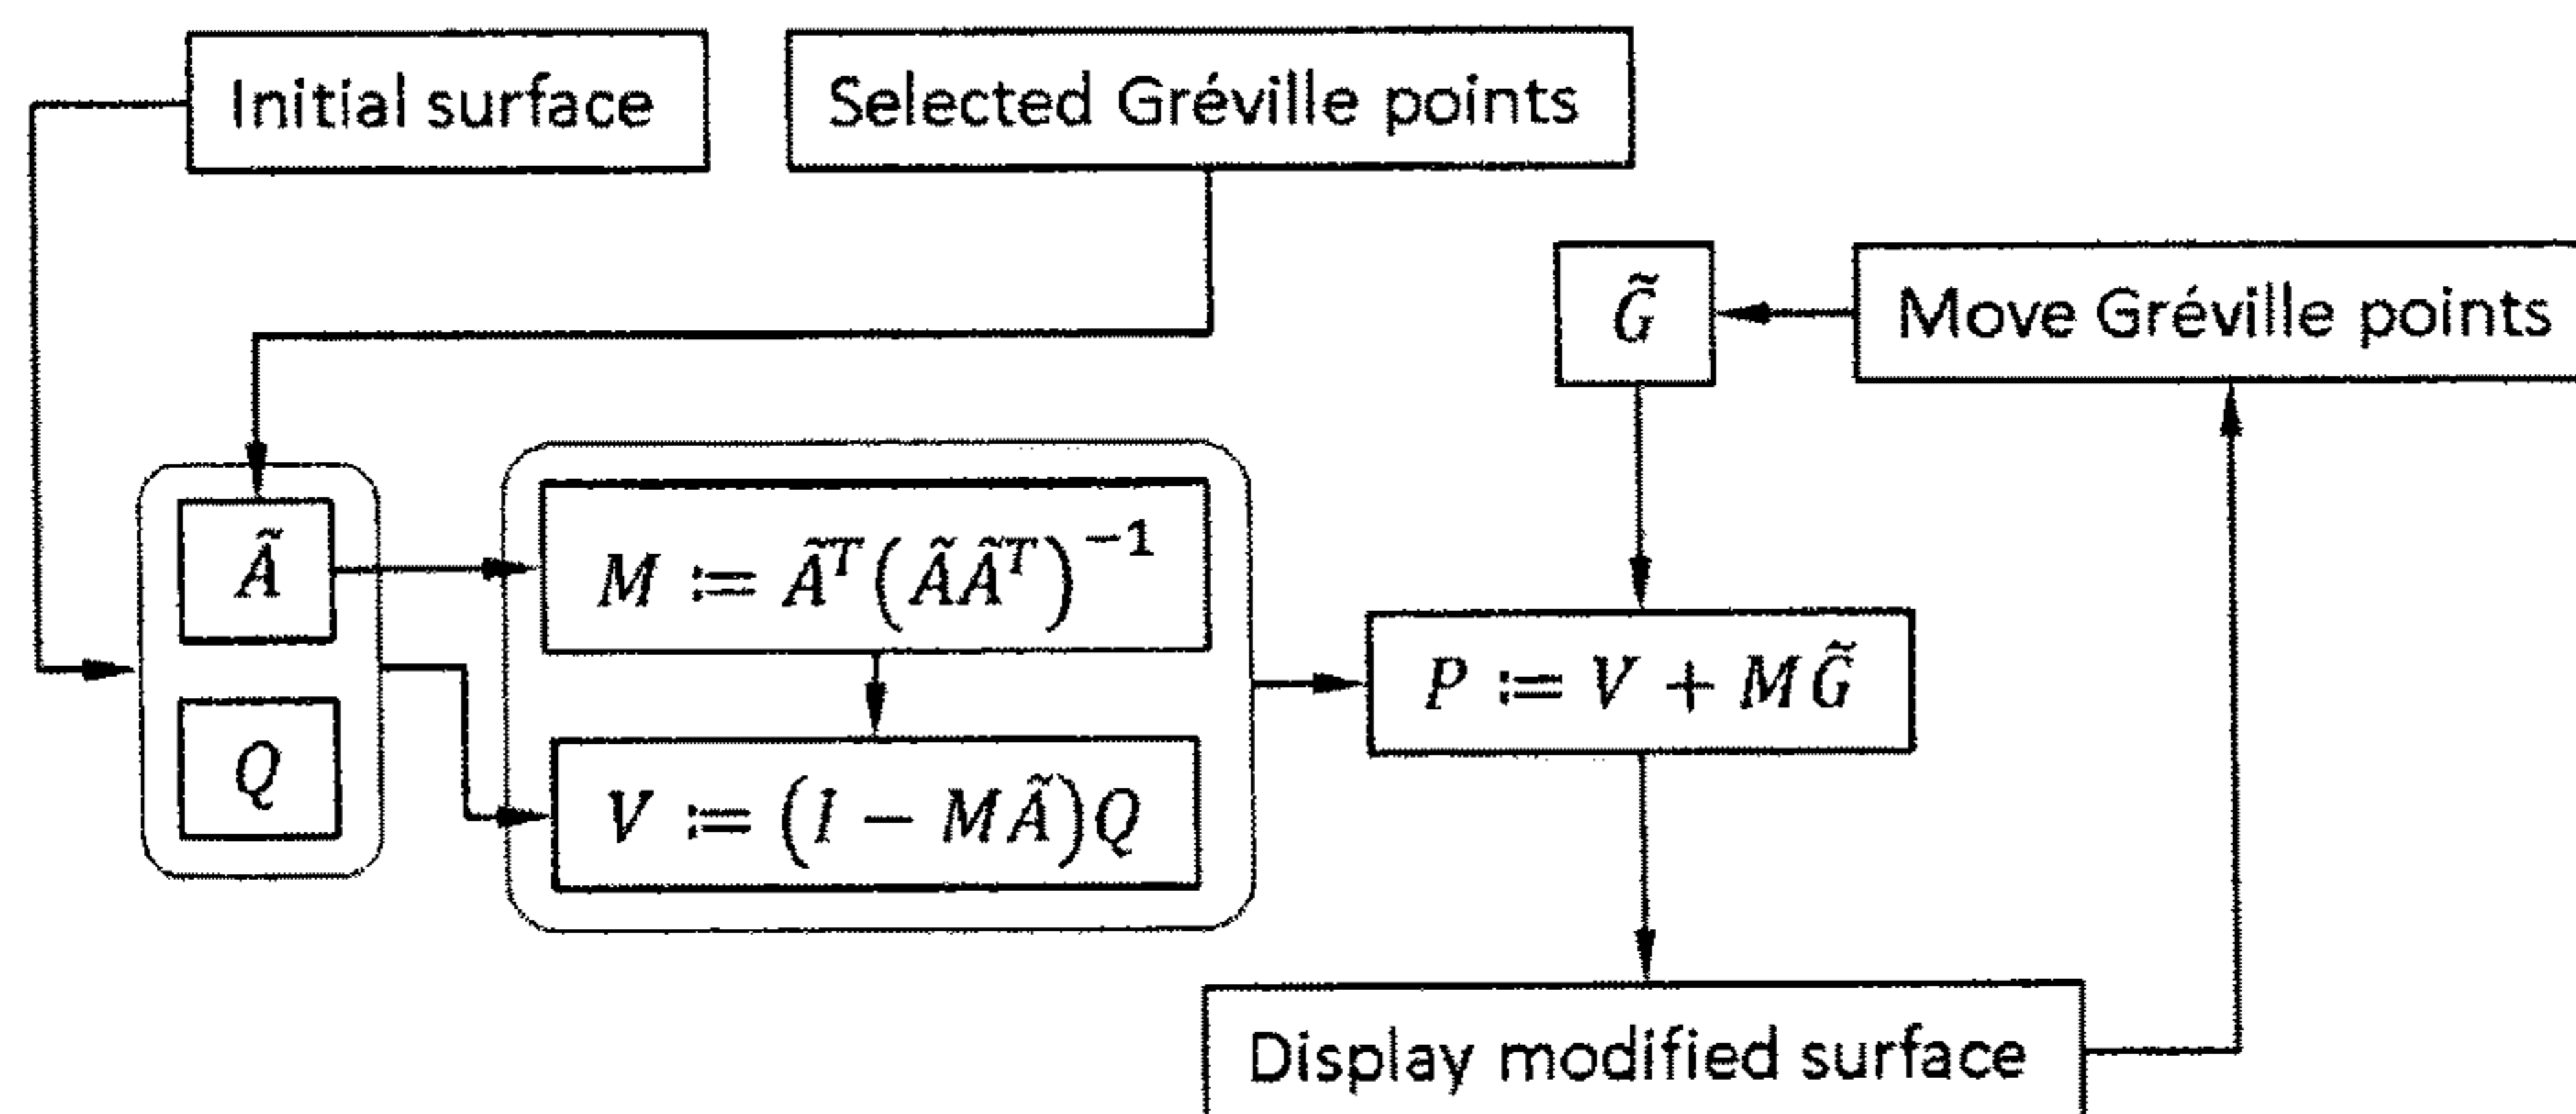 Initial surface
Selected Gréville points
G̃
Move Gréville points
Ã
M := Ã^T(ÃÃ^T)^{-1}
P := V + MG̃
Q
V := (I − MÃ)Q
Display modified surface